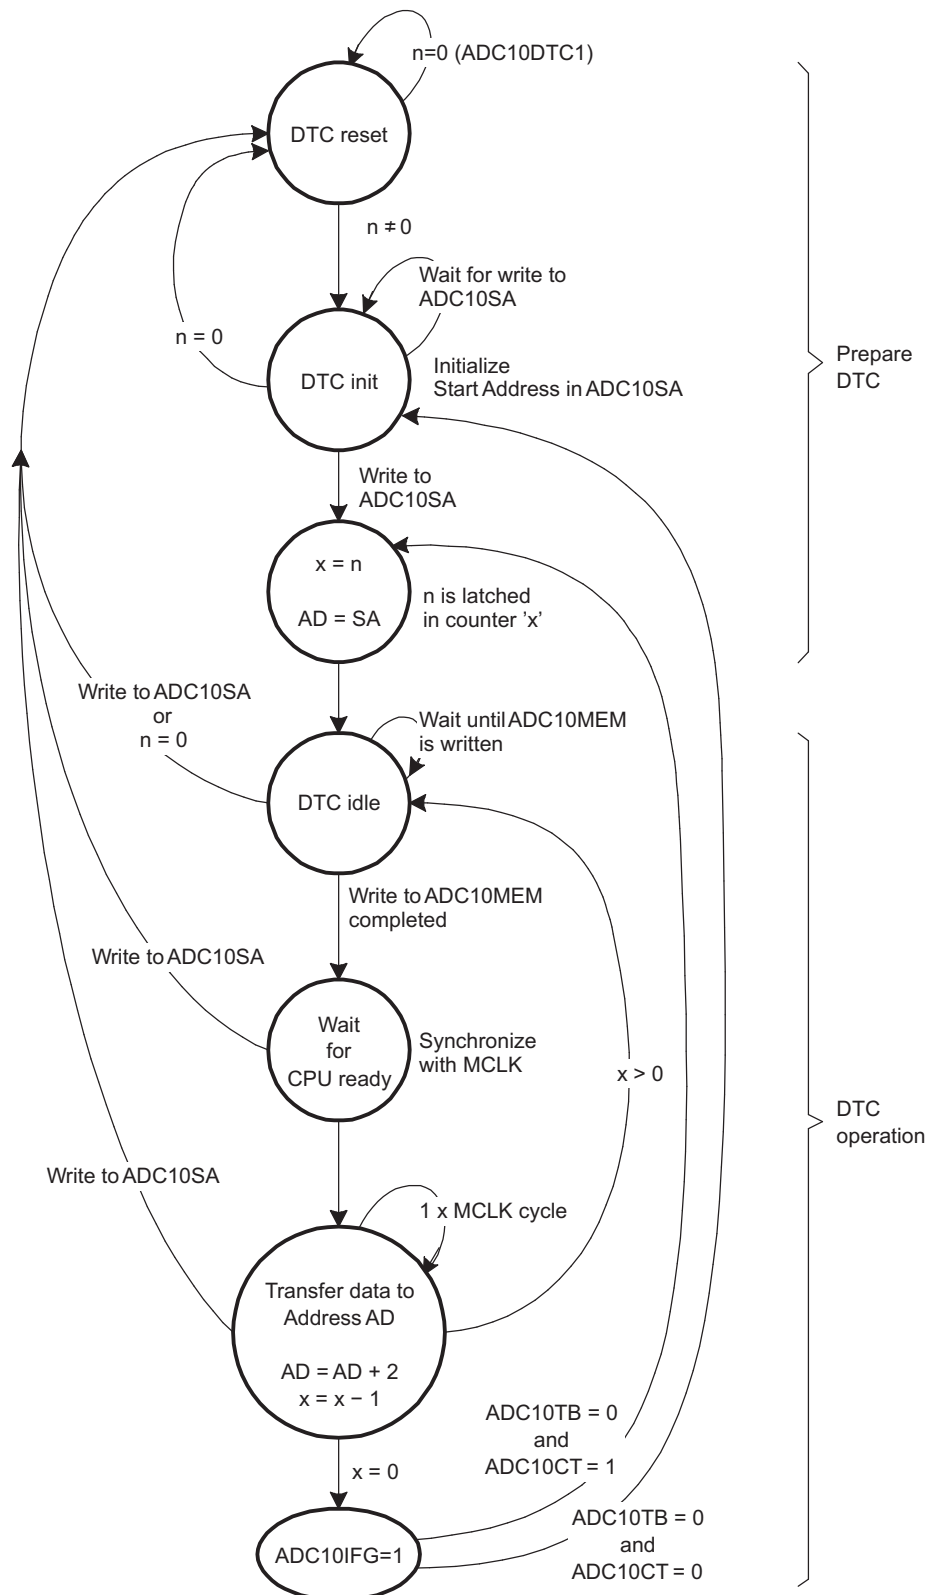 n=0 (ADC10DTC1)
DTC reset
n ≠ 0
Wait for write to
ADC10SA
n = 0
DTC init
Initialize
Start Address in ADC10SA
Prepare
DTC
Write to
ADC10SA
x = n
AD = SA
n is latched
in counter ’x’
Write to ADC10SA
or
n = 0
Wait until ADC10MEM
is written
DTC idle
Write to ADC10MEM
completed
Write to ADC10SA
Wait
for
CPU ready
Synchronize
with MCLK
x > 0
DTC
operation
Write to ADC10SA
1 x MCLK cycle
Transfer data to
Address AD
AD = AD + 2
x = x − 1
ADC10TB = 0
and
ADC10CT = 1
x = 0
ADC10IFG=1
ADC10TB = 0
and
ADC10CT = 0